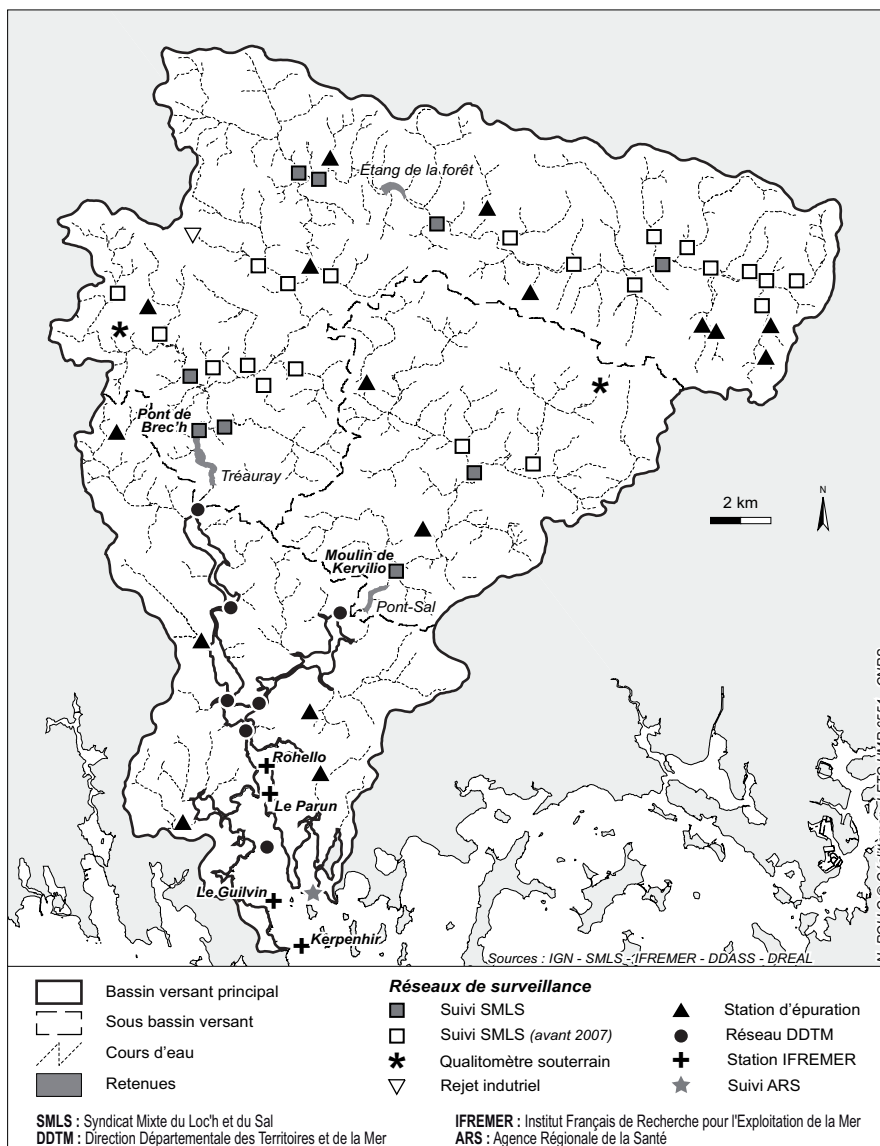 Étang de la forêt
Pont de
Brec'h
Tréauray
2 km
N
Moulin de
Kervilio
Pont-Sal
Rohello
Le Parun
Le Guilvin
Kerpenhir
Sources : IGN - SMLS - IFREMER - DDASS - DREAL
Bassin versant principal
Sous bassin versant
Cours d'eau
Retenues
Réseaux de surveillance
Suivi SMLS
Suivi SMLS (avant 2007)
Qualitomètre souterrain
Rejet indutriel
Station d'épuration
Réseau DDTM
Station IFREMER
Suivi ARS
SMLS : Syndicat Mixte du Loc'h et du Sal
DDTM : Direction Départementale des Territoires et de la Mer
IFREMER : Institut Français de Recherche pour l'Exploitation de la Mer
ARS : Agence Régionale de la Santé